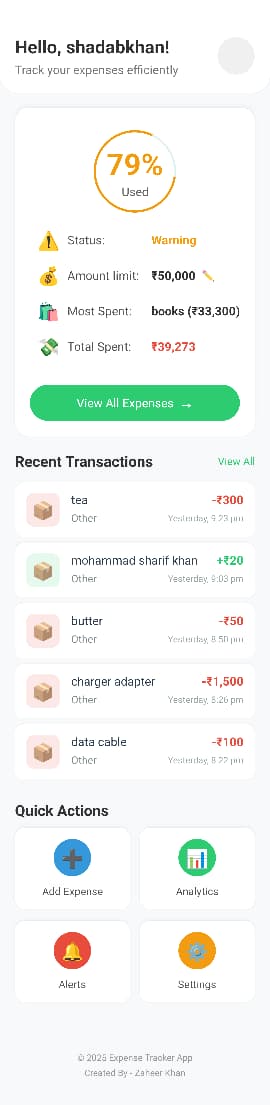 Hello, shadabkhan!
Track your expenses efficiently
79%
Used
Status: Warning
Amount limit: ₹50,000
Most Spent: books (₹33,300)
Total Spent: ₹39,273
View All Expenses →
Recent Transactions View All
tea -₹300
Other Yesterday, 9:23 pm
mohammad sharif khan +₹20
Other Yesterday, 9:03 pm
butter -₹50
Other Yesterday, 8:50 pm
charger adapter -₹1,500
Other Yesterday, 8:26 pm
data cable -₹100
Other Yesterday, 8:22 pm
Quick Actions
Add Expense Analytics
Alerts Settings
© 2025 Expense Tracker App
Created By - Zaheer Khan